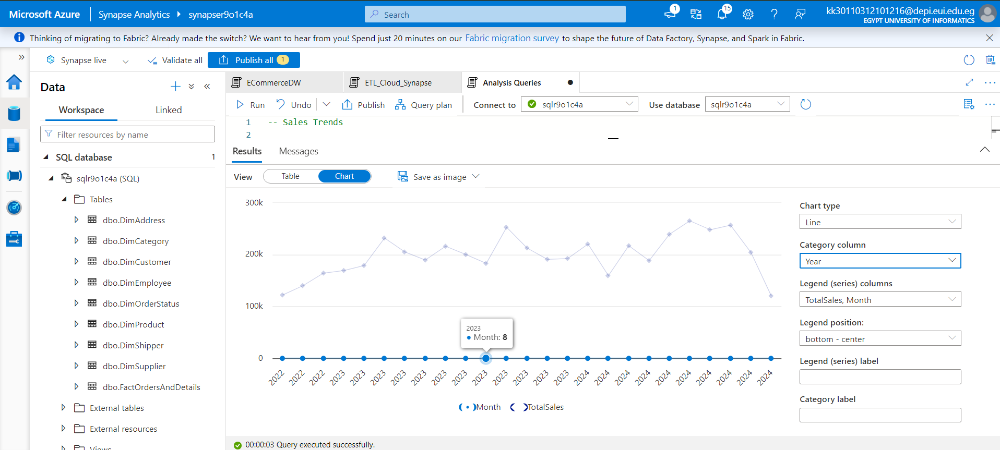 Microsoft Azure
Synapse Analytics
synapser9o1c4a
Search
1
15
kk30110312101216@depi.eui.edu.eg
EGYPT UNIVERSITY OF INFORMATICS
Thinking of migrating to Fabric? Already made the switch? We want to hear from you! Spend just 20 minutes on our Fabric migration survey to shape the future of Data Factory, Synapse, and Spark in Fabric.
Synapse live
Validate all
Publish all 1
Data
Workspace
Linked
Filter resources by name
SQL database 1
sqlr9o1c4a (SQL)
Tables
dbo.DimAddress
dbo.DimCategory
dbo.DimCustomer
dbo.DimEmployee
dbo.DimOrderStatus
dbo.DimProduct
dbo.DimShipper
dbo.DimSupplier
dbo.FactOrdersAndDetails
External tables
External resources
Views
ECommerceDW
ETL_Cloud_Synapse
Analysis Queries
Run
Undo
Publish
Query plan
Connect to
sqlr9o1c4a
Use database
sqlr9o1c4a
1 -- Sales Trends
2
Results
Messages
View
Table
Chart
Save as image
300k
200k
100k
0
2023
Month: 8
2022
2022
2022
2023
2023
2023
2023
2023
2023
2023
2023
2023
2023
2023
2023
2024
2024
2024
2024
2024
2024
2024
2024
2024
2024
Month
TotalSales
Chart type
Line
Category column
Year
Legend (series) columns
TotalSales, Month
Legend position:
bottom - center
Legend (series) label
Category label
00:00:03 Query executed successfully.